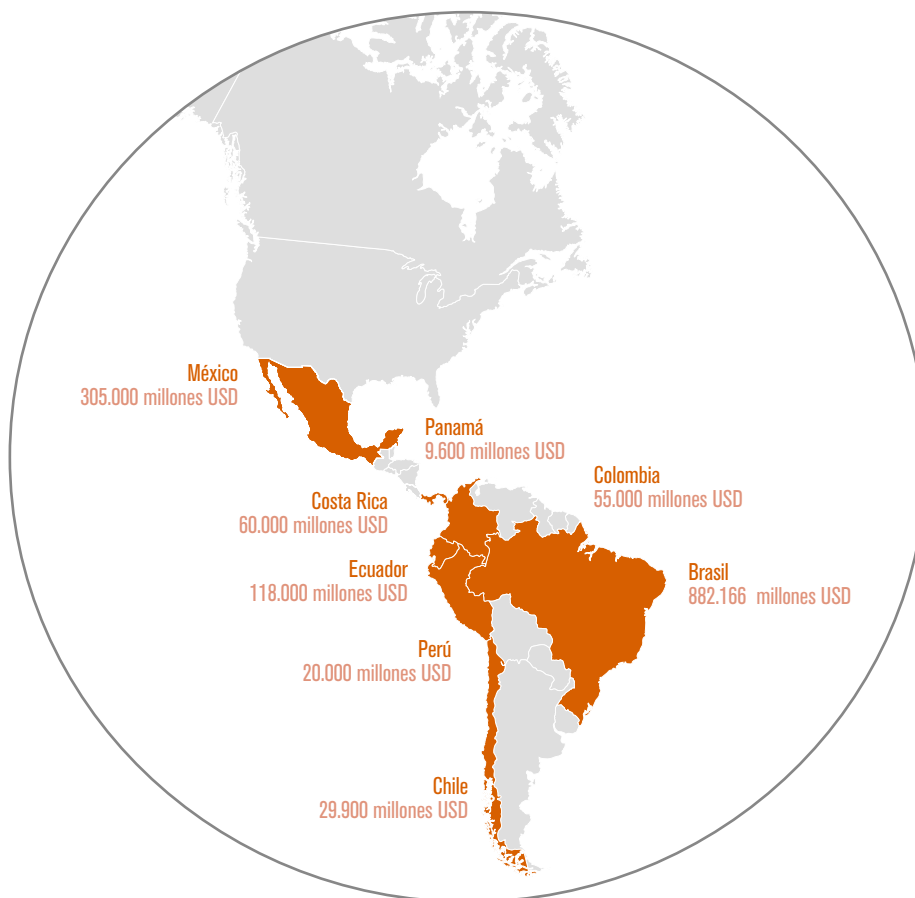 México
305.000 millones USD
Panamá
9.600 millones USD
Colombia
55.000 millones USD
Costa Rica
60.000 millones USD
Ecuador
118.000 millones USD
Brasil
882.166 millones USD
Perú
20.000 millones USD
Chile
29.900 millones USD